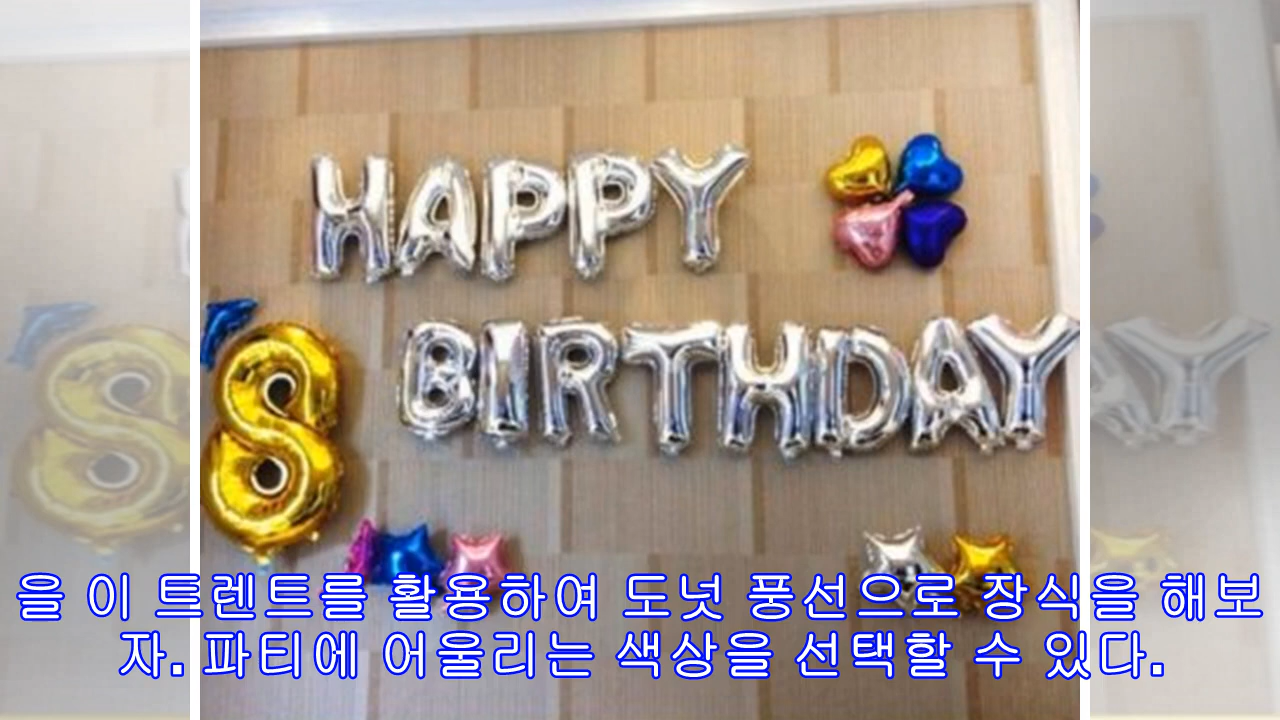 HAPPY
BIRTHDAY
8
을 이 트렌트를 활용하여 도넛 풍선으로 장식을 해보
자. 파티에 어울리는 색상을 선택할 수 있다.